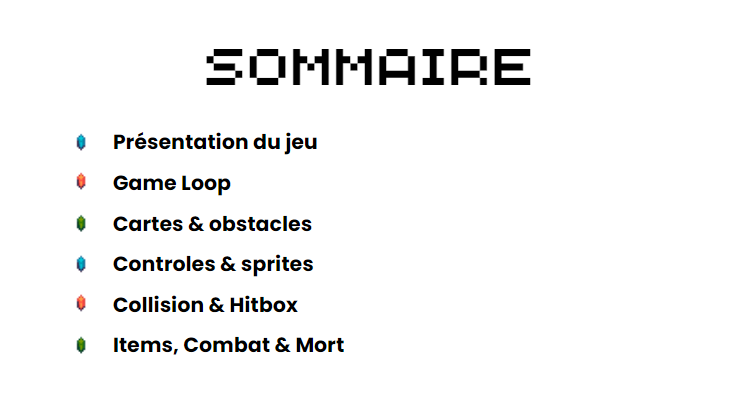 SOMMAIRE
Présentation du jeu
Game Loop
Cartes & obstacles
Controles & sprites
Collision & Hitbox
Items, Combat & Mort